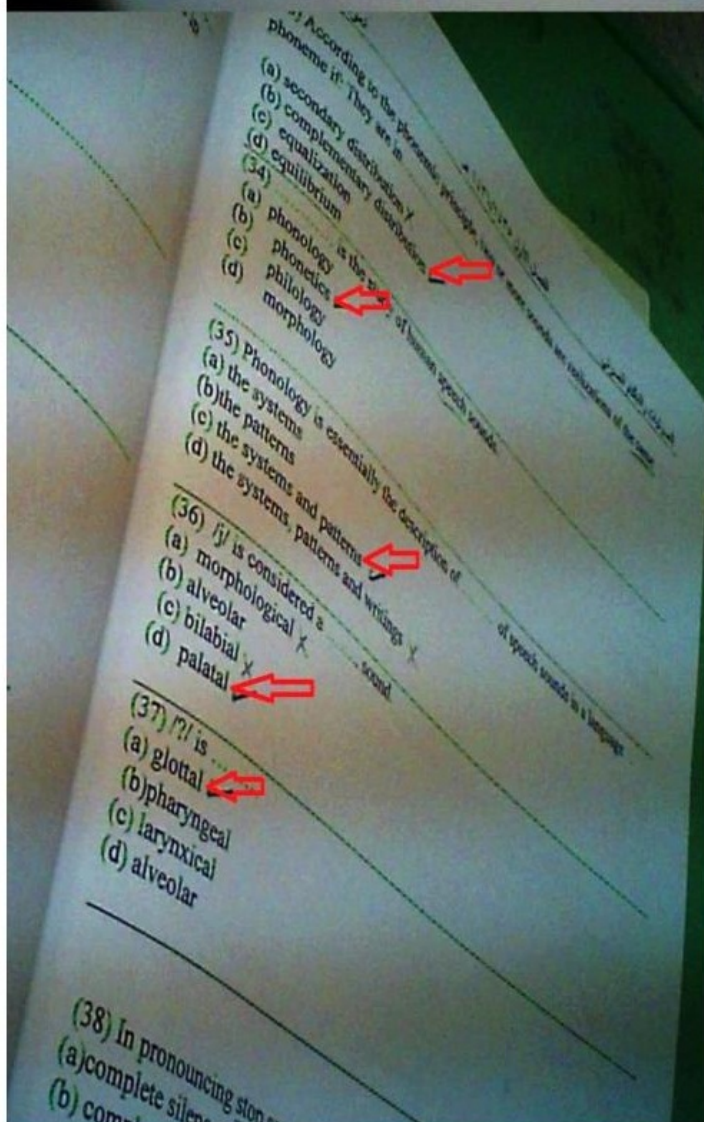 ) According to the phonemic principle, two or more sounds are realizations of the same
phoneme if: They are in
(a) secondary distribution
(b) complementary distributions
(c) equalization
(d) equilibrium
(34) ........... is the study of human speech sounds.
(a) phonology
(b) phonetics
(c) philology
(d) morphology
(35) Phonology is essentially the description of ........ of speech sounds in a language.
(a) the systems
(b)the patterns
(c) the systems and patterns
(d) the systems, patterns and writings
(36) /j/ is considered a ........ sound.
(a) morphological
(b) alveolar
(c) bilabial
(d) palatal
(37) /?/ is ........
(a) glottal
(b)pharyngeal
(c) larynxical
(d) alveolar
(38) In pronouncing stop
(a)complete
(b)